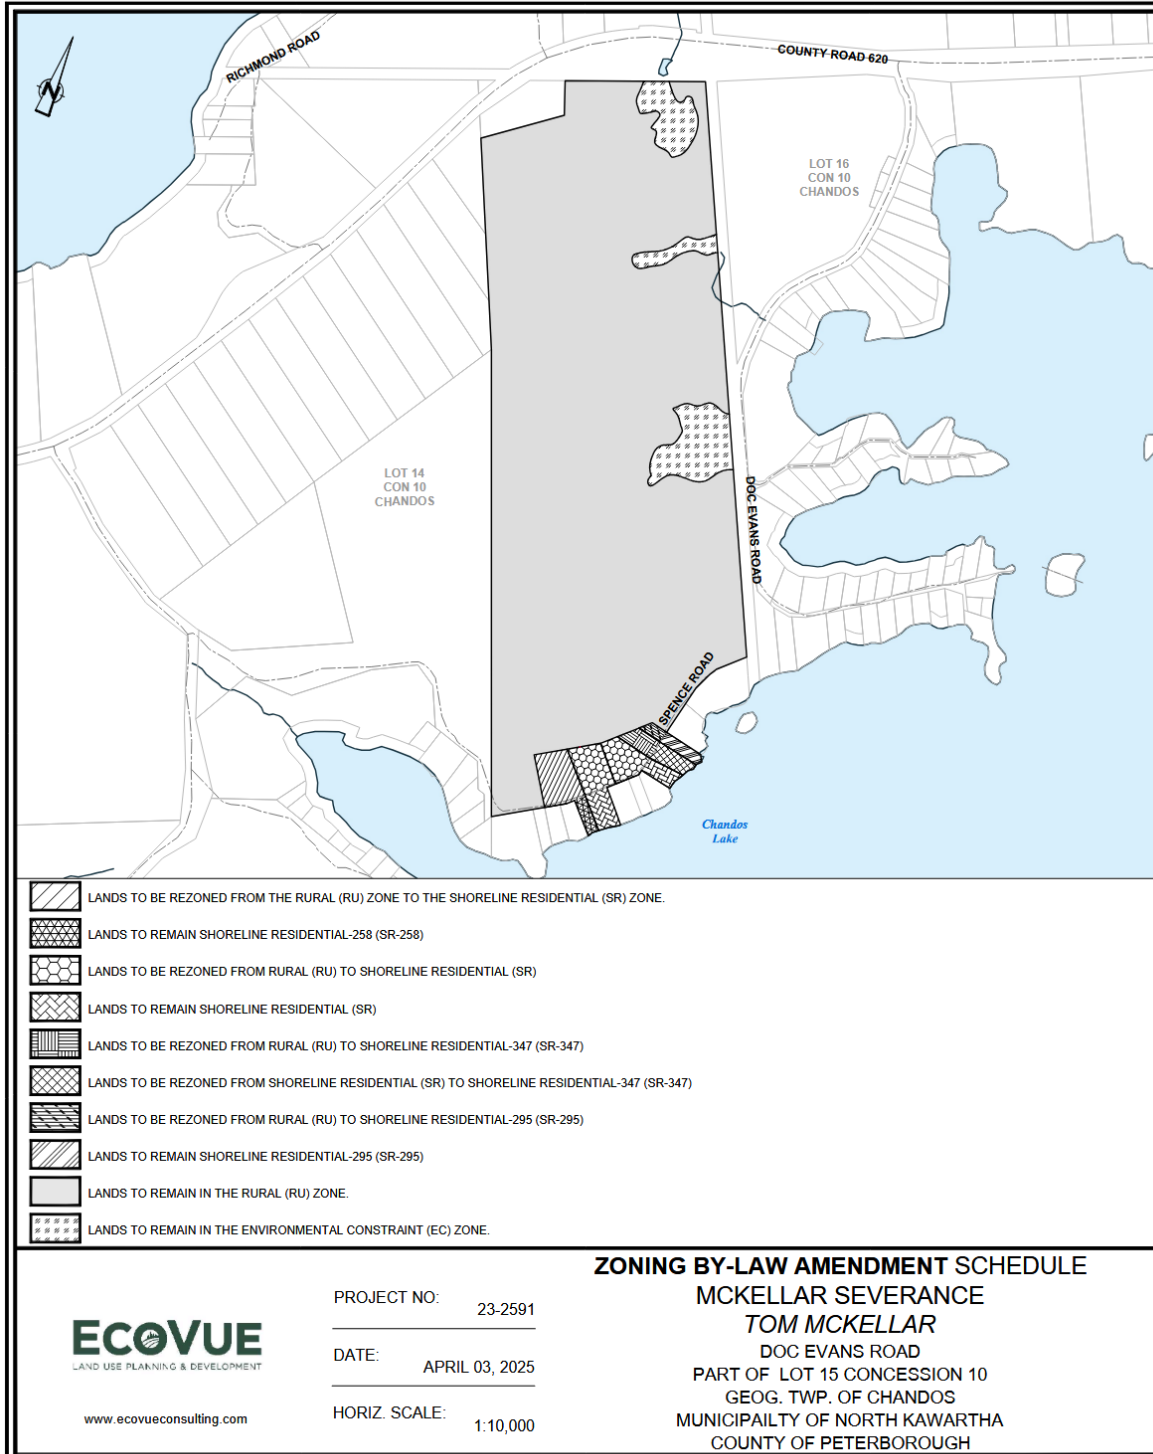 RICHMOND ROAD
COUNTY ROAD 620
N
LOT 16
CON 10
CHANDOS
LOT 14
CON 10
CHANDOS
DOC EVANS ROAD
SPENCE ROAD
Chandos
Lake
LANDS TO BE REZONED FROM THE RURAL (RU) ZONE TO THE SHORELINE RESIDENTIAL (SR) ZONE.
LANDS TO REMAIN SHORELINE RESIDENTIAL-258 (SR-258)
LANDS TO BE REZONED FROM RURAL (RU) TO SHORELINE RESIDENTIAL (SR)
LANDS TO REMAIN SHORELINE RESIDENTIAL (SR)
LANDS TO BE REZONED FROM RURAL (RU) TO SHORELINE RESIDENTIAL-347 (SR-347)
LANDS TO BE REZONED FROM SHORELINE RESIDENTIAL (SR) TO SHORELINE RESIDENTIAL-347 (SR-347)
LANDS TO BE REZONED FROM RURAL (RU) TO SHORELINE RESIDENTIAL-295 (SR-295)
LANDS TO REMAIN SHORELINE RESIDENTIAL-295 (SR-295)
LANDS TO REMAIN IN THE RURAL (RU) ZONE.
LANDS TO REMAIN IN THE ENVIRONMENTAL CONSTRAINT (EC) ZONE.
ECOVUE
LAND USE PLANNING & DEVELOPMENT
www.ecovueconsulting.com
PROJECT NO: 23-2591
DATE: APRIL 03, 2025
HORIZ. SCALE: 1:10,000
ZONING BY-LAW AMENDMENT SCHEDULE
MCKELLAR SEVERANCE
TOM MCKELLAR
DOC EVANS ROAD
PART OF LOT 15 CONCESSION 10
GEOG. TWP. OF CHANDOS
MUNICIPAILTY OF NORTH KAWARTHA
COUNTY OF PETERBOROUGH